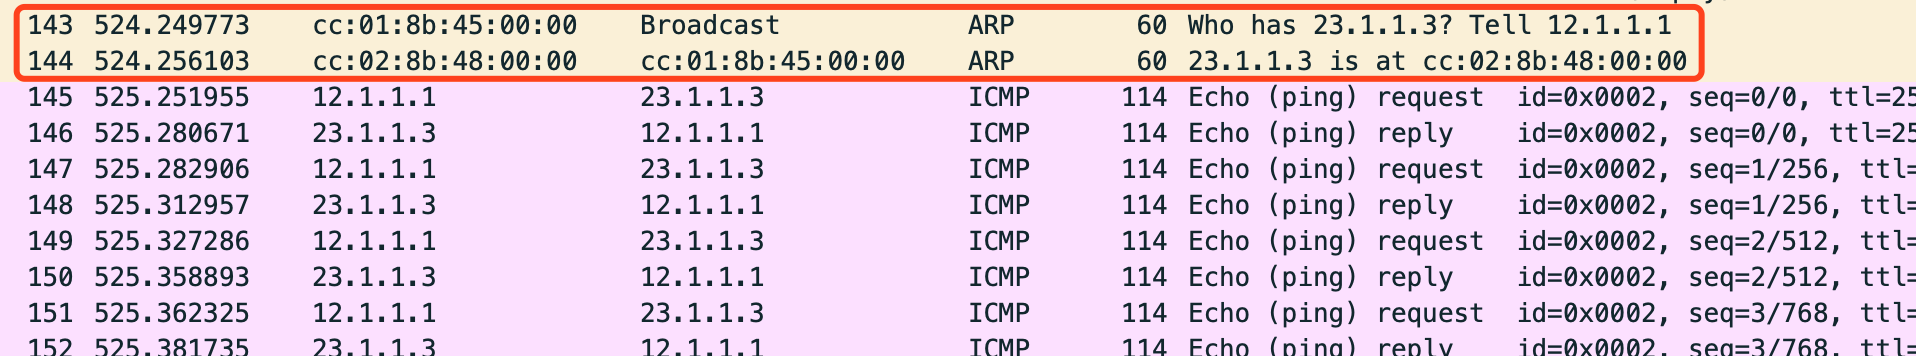 143 524.249773 cc:01:8b:45:00:00 Broadcast ARP 60 Who has 23.1.1.3? Tell 12.1.1.1
144 524.256103 cc:02:8b:48:00:00 cc:01:8b:45:00:00 ARP 60 23.1.1.3 is at cc:02:8b:48:00:00
145 525.251955 12.1.1.1 23.1.1.3 ICMP 114 Echo (ping) request id=0x0002, seq=0/0, ttl=25
146 525.280671 23.1.1.3 12.1.1.1 ICMP 114 Echo (ping) reply id=0x0002, seq=0/0, ttl=25
147 525.282906 12.1.1.1 23.1.1.3 ICMP 114 Echo (ping) request id=0x0002, seq=1/256, ttl=
148 525.312957 23.1.1.3 12.1.1.1 ICMP 114 Echo (ping) reply id=0x0002, seq=1/256, ttl=
149 525.327286 12.1.1.1 23.1.1.3 ICMP 114 Echo (ping) request id=0x0002, seq=2/512, ttl=
150 525.358893 23.1.1.3 12.1.1.1 ICMP 114 Echo (ping) reply id=0x0002, seq=2/512, ttl=
151 525.362325 12.1.1.1 23.1.1.3 ICMP 114 Echo (ping) request id=0x0002, seq=3/768, ttl=
152 525.381735 23.1.1.3 12.1.1.1 ICMP 114 Echo (ping) reply id=0x0002, seq=3/768, ttl=